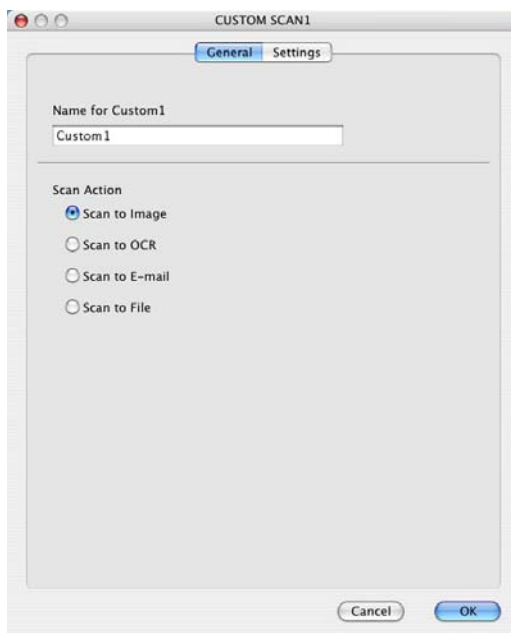 CUSTOM SCAN1
General Settings
Name for Custom1
Custom1
Scan Action
Scan to Image
Scan to OCR
Scan to E-mail
Scan to File
Cancel OK